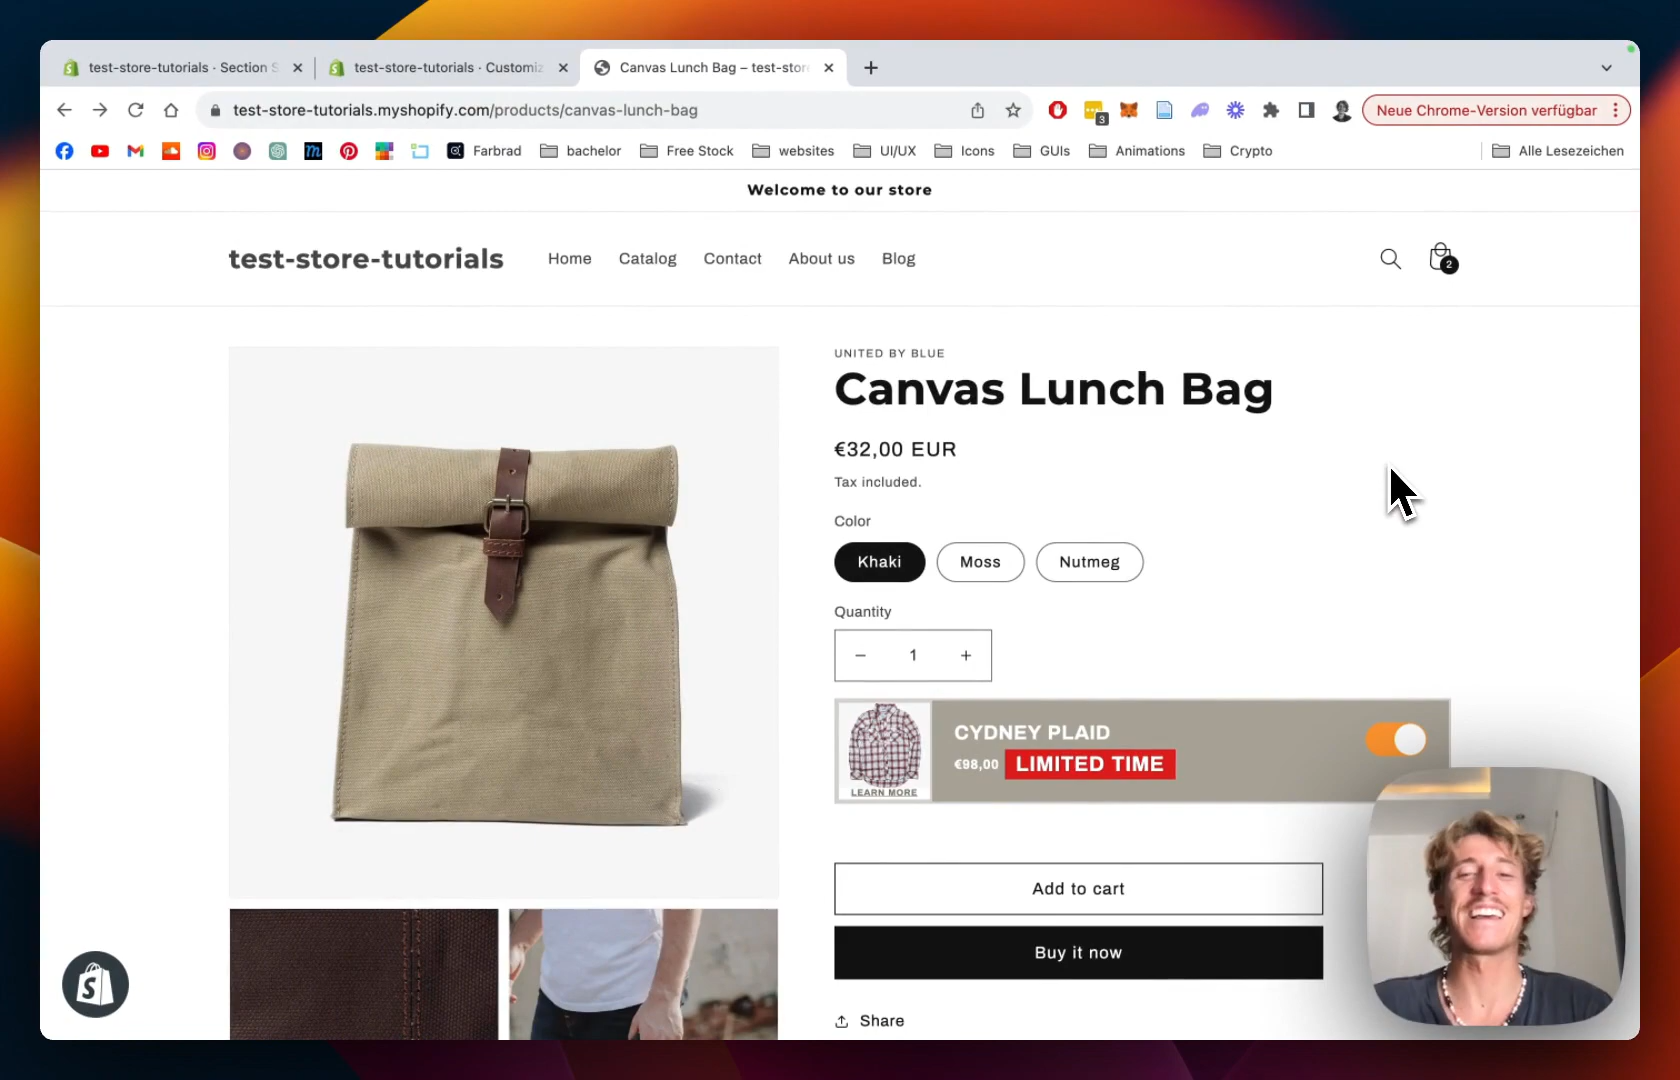 test-store-tutorials · Section S
test-store-tutorials · Customiz
Canvas Lunch Bag – test-stor
test-store-tutorials.myshopify.com/products/canvas-lunch-bag
3
Neue Chrome-Version verfügbar
Farbrad
bachelor
Free Stock
websites
UI/UX
Icons
GUIs
Animations
Crypto
Alle Lesezeichen
Welcome to our store
test-store-tutorials
Home
Catalog
Contact
About us
Blog
2
UNITED BY BLUE
Canvas Lunch Bag
€32,00 EUR
Tax included.
Color
Khaki
Moss
Nutmeg
Quantity
− 1 +
CYDNEY PLAID
€98,00 LIMITED TIME
LEARN MORE
Add to cart
Buy it now
Share